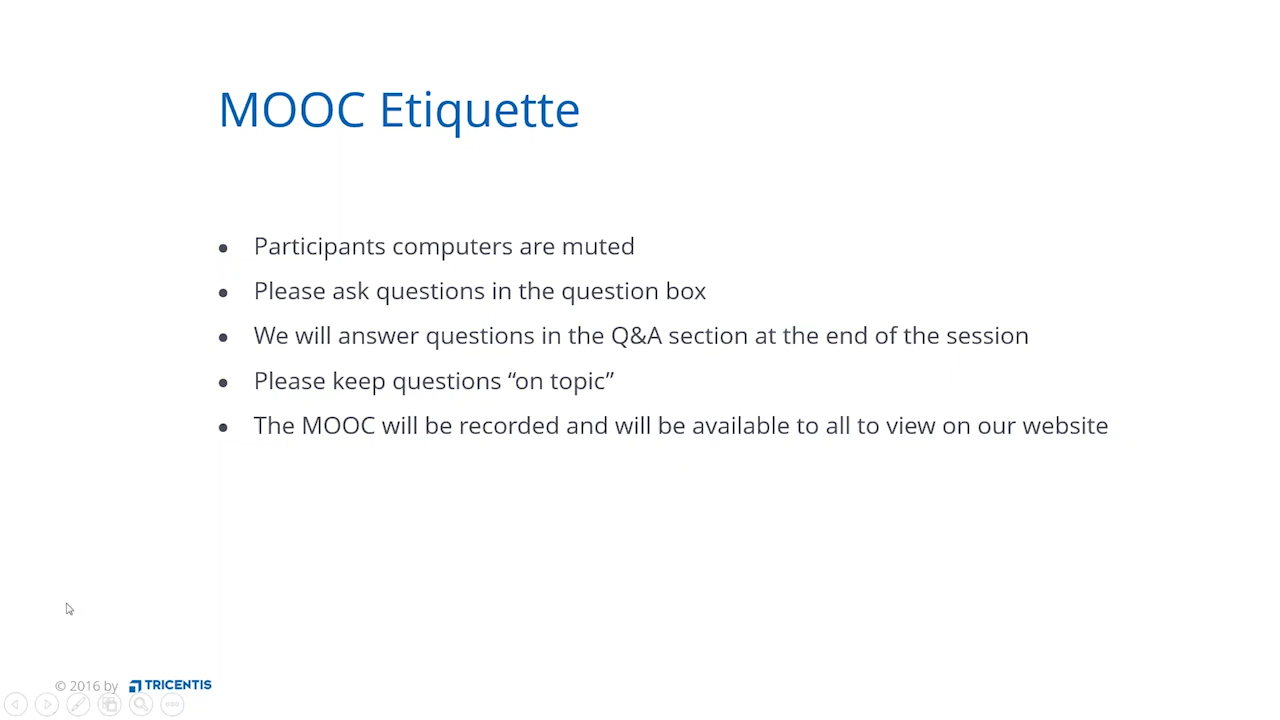 MOOC Etiquette
● Participants computers are muted
● Please ask questions in the question box
● We will answer questions in the Q&A section at the end of the session
● Please keep questions “on topic”
● The MOOC will be recorded and will be available to all to view on our website
© 2016 by TRICENTIS